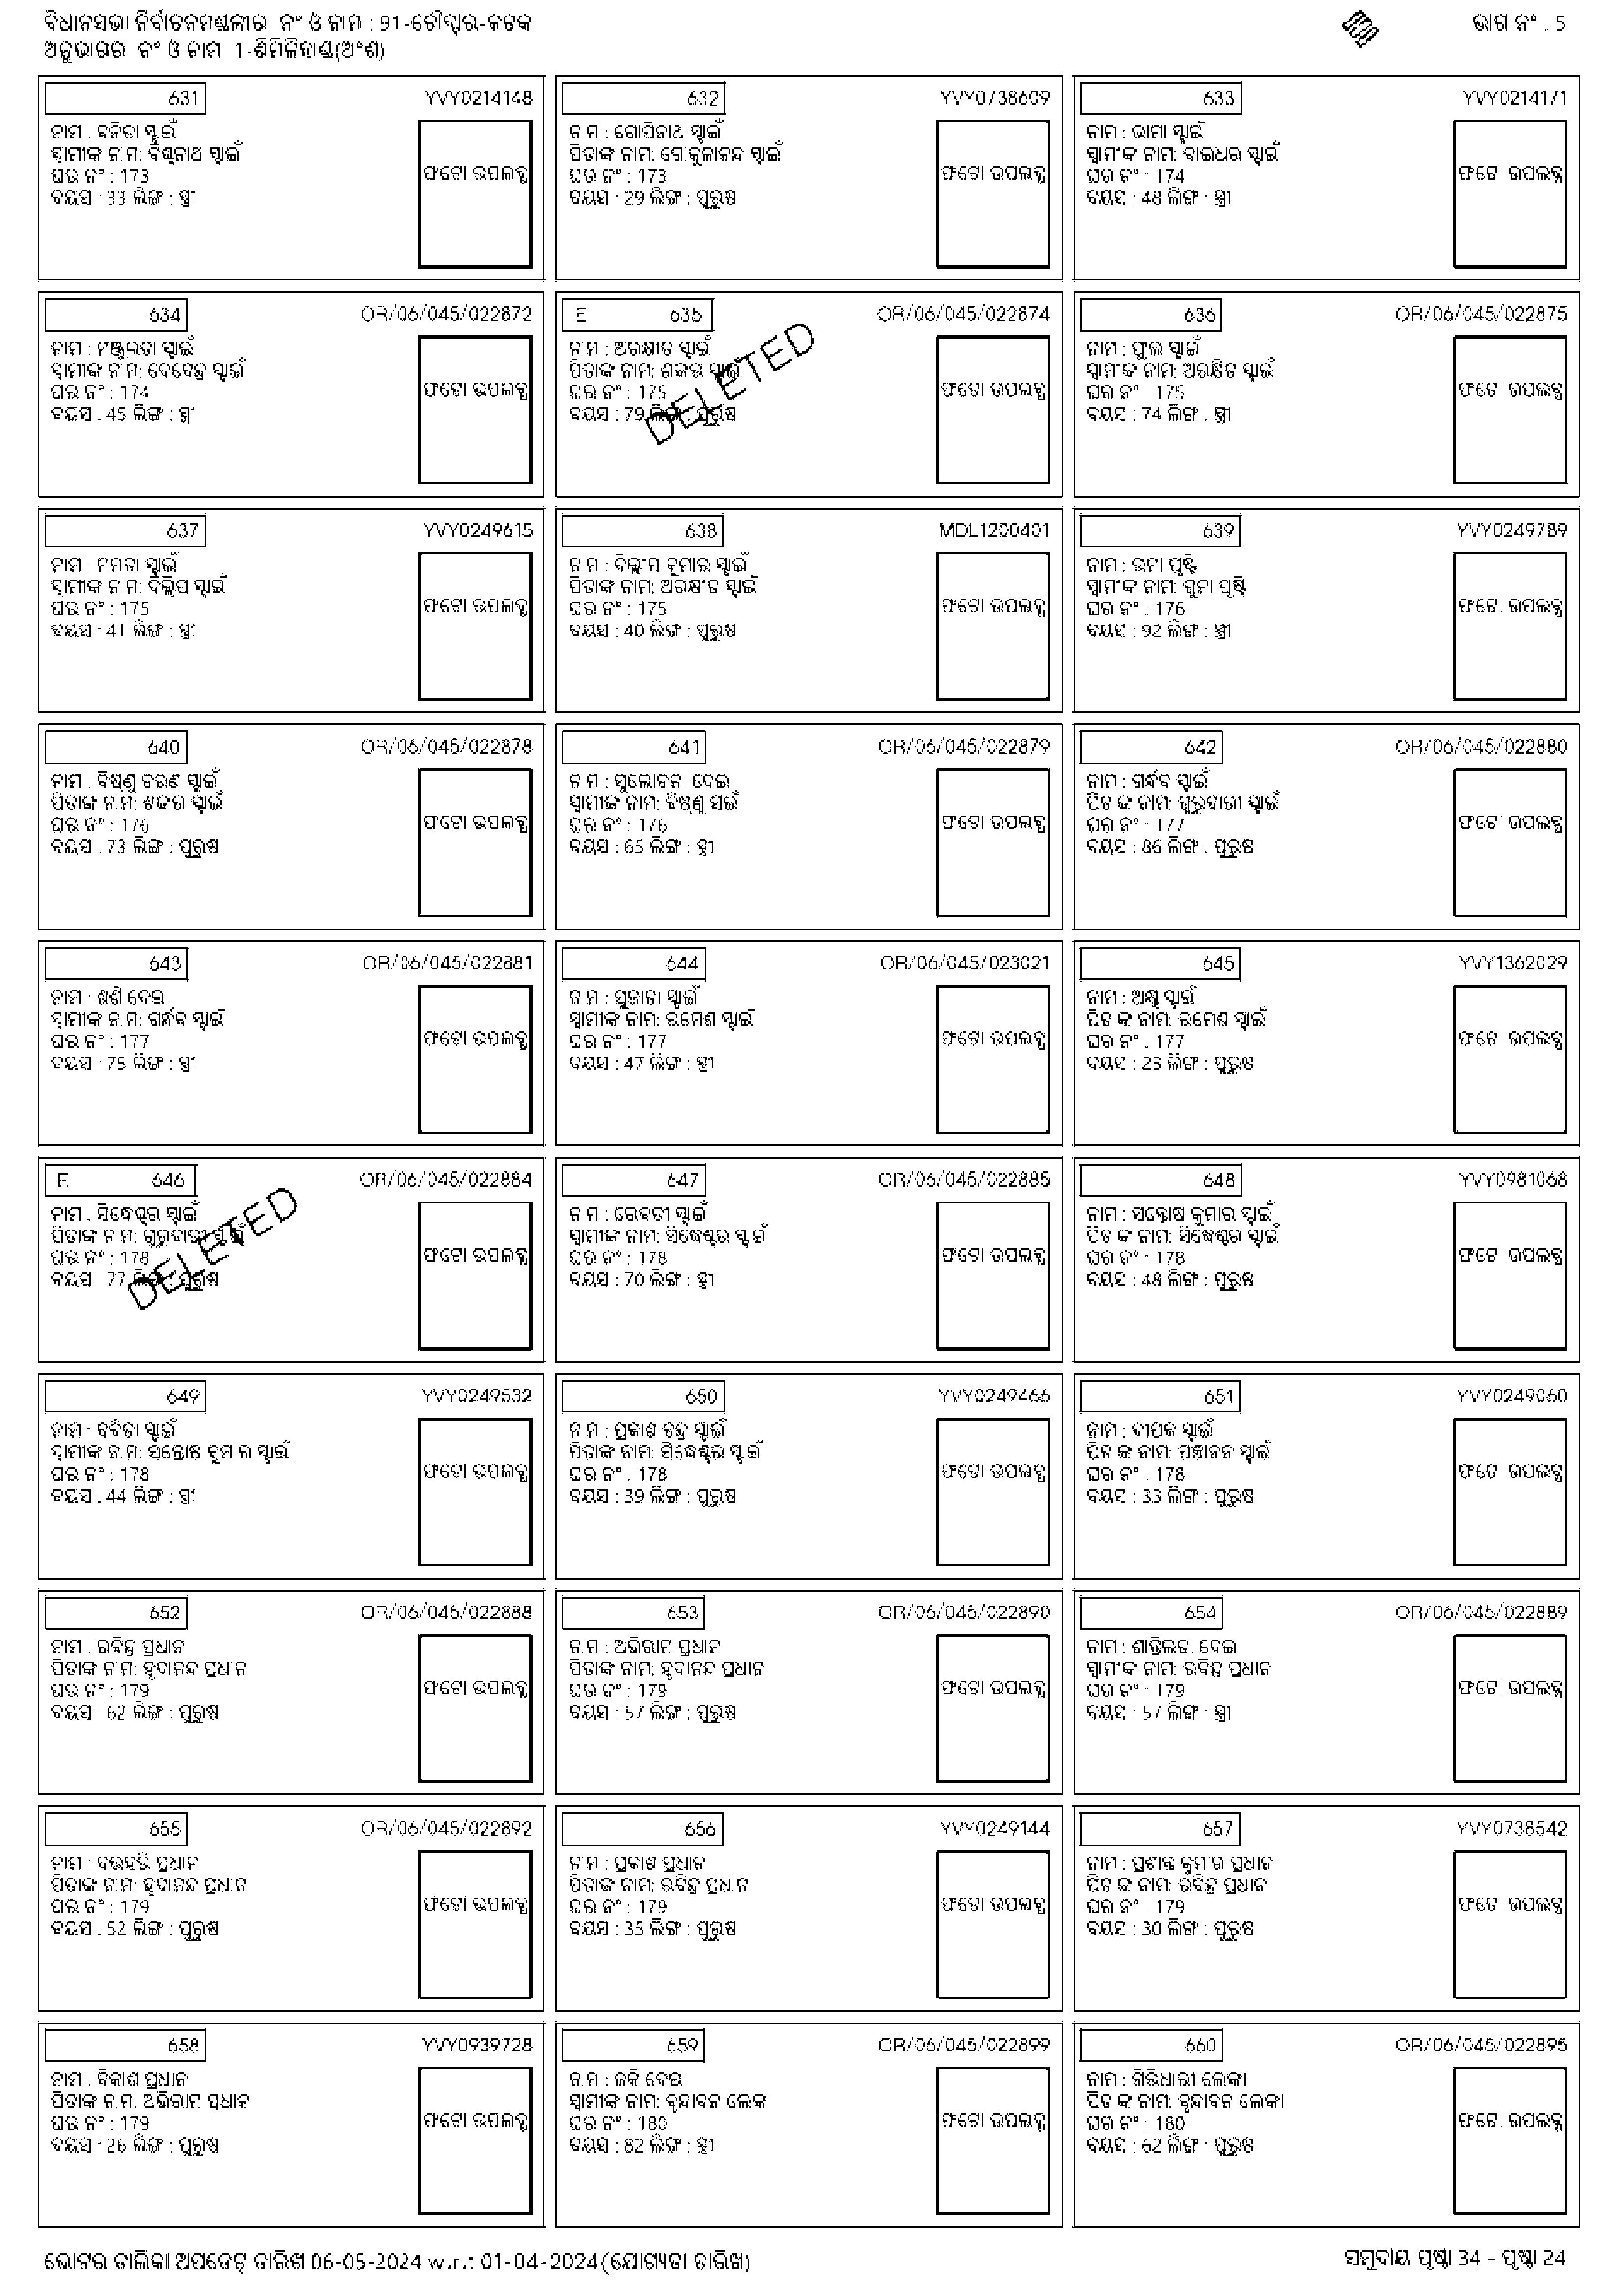 ବିଧାନସଭା ନିର୍ବାଚନମଣ୍ଡଳୀର ନଂ ଓ ନାମ : 91-ଚୌଦ୍ୱାର-କଟକ
ଭାଗ ନଂ . 5
ଅନୁଭାଗର ନଂ ଓ ନାମ 1-ଶିମିଳିହାଣ୍ଡା(ଅଂଶ)
631 YVY0214148
ନାମ : ବନିତା ସ୍ୱାଇଁ
ସ୍ୱାମୀଙ୍କ ନାମ: ବିଶ୍ୱନାଥ ସ୍ୱାଇଁ
ଘର ନଂ : 173
ବୟସ : 33 ଲିଙ୍ଗ : ସ୍ତ୍ରୀ
ଫଟୋ ଉପଲବ୍ଧ
632 YVY0738609
ନାମ : ଗୋପିନାଥ ସ୍ୱାଇଁ
ପିତାଙ୍କ ନାମ: ଗୋକୁଳାନନ୍ଦ ସ୍ୱାଇଁ
ଘର ନଂ : 173
ବୟସ : 29 ଲିଙ୍ଗ : ପୁରୁଷ
ଫଟୋ ଉପଲବ୍ଧ
633 YVY0214171
ନାମ : ଭାମା ସ୍ୱାଇଁ
ସ୍ୱାମୀଙ୍କ ନାମ: ବାଇଧର ସ୍ୱାଇଁ
ଘର ନଂ : 174
ବୟସ : 48 ଲିଙ୍ଗ : ସ୍ତ୍ରୀ
ଫଟୋ ଉପଲବ୍ଧ
634 OR/06/045/022872
ନାମ : ମଞ୍ଜୁଲତା ସ୍ୱାଇଁ
ସ୍ୱାମୀଙ୍କ ନାମ: ଦେବେନ୍ଦ୍ର ସ୍ୱାଇଁ
ଘର ନଂ : 174
ବୟସ : 45 ଲିଙ୍ଗ : ସ୍ତ୍ରୀ
ଫଟୋ ଉପଲବ୍ଧ
E 635 OR/06/045/022874
ନାମ : ଅରକ୍ଷୀତ ସ୍ୱାଇଁ
ପିତାଙ୍କ ନାମ: ଶଙ୍କର ସ୍ୱାଇଁ
ଘର ନଂ : 175
ବୟସ : 79 ଲିଙ୍ଗ : ପୁରୁଷ
DELETED
ଫଟୋ ଉପଲବ୍ଧ
636 OR/06/045/022875
ନାମ : ଫୁଲ ସ୍ୱାଇଁ
ସ୍ୱାମୀଙ୍କ ନାମ: ଅରକ୍ଷିତ ସ୍ୱାଇଁ
ଘର ନଂ : 175
ବୟସ : 74 ଲିଙ୍ଗ : ସ୍ତ୍ରୀ
ଫଟୋ ଉପଲବ୍ଧ
637 YVY0249615
ନାମ : ମମତା ସ୍ୱାଇଁ
ସ୍ୱାମୀଙ୍କ ନାମ: ଦିଲ୍ଲିପ ସ୍ୱାଇଁ
ଘର ନଂ : 175
ବୟସ : 41 ଲିଙ୍ଗ : ସ୍ତ୍ରୀ
ଫଟୋ ଉପଲବ୍ଧ
638 MDL1200401
ନାମ : ଦିଲ୍ଲୀପ କୁମାର ସ୍ୱାଇଁ
ପିତାଙ୍କ ନାମ: ଅରକ୍ଷୀତ ସ୍ୱାଇଁ
ଘର ନଂ : 175
ବୟସ : 40 ଲିଙ୍ଗ : ପୁରୁଷ
ଫଟୋ ଉପଲବ୍ଧ
639 YVY0249789
ନାମ : ଉମା ପୃଷ୍ଟି
ସ୍ୱାମୀଙ୍କ ନାମ: ଗୁନା ପୃଷ୍ଟି
ଘର ନଂ : 176
ବୟସ : 92 ଲିଙ୍ଗ : ସ୍ତ୍ରୀ
ଫଟୋ ଉପଲବ୍ଧ
640 OR/06/045/022878
ନାମ : ବିଷ୍ଣୁ ଚରଣ ସ୍ୱାଇଁ
ପିତାଙ୍କ ନାମ: ଶଙ୍କର ସ୍ୱାଇଁ
ଘର ନଂ : 176
ବୟସ : 73 ଲିଙ୍ଗ : ପୁରୁଷ
ଫଟୋ ଉପଲବ୍ଧ
641 OR/06/045/022879
ନାମ : ସୁଲୋଚନା ଦେଇ
ସ୍ୱାମୀଙ୍କ ନାମ: ବିଷ୍ଣୁ ସ୍ୱାଇଁ
ଘର ନଂ : 176
ବୟସ : 65 ଲିଙ୍ଗ : ସ୍ତ୍ରୀ
ଫଟୋ ଉପଲବ୍ଧ
642 OR/06/045/022880
ନାମ : ଗର୍ନ୍ଧବ ସ୍ୱାଇଁ
ପିତାଙ୍କ ନାମ: ଗୁରୁବାରୀ ସ୍ୱାଇଁ
ଘର ନଂ : 177
ବୟସ : 86 ଲିଙ୍ଗ : ପୁରୁଷ
ଫଟୋ ଉପଲବ୍ଧ
643 OR/06/045/022881
ନାମ : ଶଶି ଦେଇ
ସ୍ୱାମୀଙ୍କ ନାମ: ଗର୍ନ୍ଧବ ସ୍ୱାଇଁ
ଘର ନଂ : 177
ବୟସ : 75 ଲିଙ୍ଗ : ସ୍ତ୍ରୀ
ଫଟୋ ଉପଲବ୍ଧ
644 OR/06/045/023021
ନାମ : ସୁଜାତା ସ୍ୱାଇଁ
ସ୍ୱାମୀଙ୍କ ନାମ: ରମେଶ ସ୍ୱାଇଁ
ଘର ନଂ : 177
ବୟସ : 47 ଲିଙ୍ଗ : ସ୍ତ୍ରୀ
ଫଟୋ ଉପଲବ୍ଧ
645 YVY1362029
ନାମ : ସ୍ୱାଇଁ
ପିତାଙ୍କ ନାମ: ରମେଶ ସ୍ୱାଇଁ
ଘର ନଂ : 177
ବୟସ : 23 ଲିଙ୍ଗ : ପୁରୁଷ
ଫଟୋ ଉପଲବ୍ଧ
E 646 OR/06/045/022884
ନାମ : ସିଦ୍ଧେଶ୍ୱର ସ୍ୱାଇଁ
ପିତାଙ୍କ ନାମ: ଗୁରୁବାରୀ ସ୍ୱାଇଁ
ଘର ନଂ : 178
ବୟସ : 77 ଲିଙ୍ଗ : ପୁରୁଷ
DELETED
ଫଟୋ ଉପଲବ୍ଧ
647 OR/06/045/022885
ନାମ : ରେବତୀ ସ୍ୱାଇଁ
ସ୍ୱାମୀଙ୍କ ନାମ: ସିଦ୍ଧେଶ୍ୱର ସ୍ୱାଇଁ
ଘର ନଂ : 178
ବୟସ : 70 ଲିଙ୍ଗ : ସ୍ତ୍ରୀ
ଫଟୋ ଉପଲବ୍ଧ
648 YVY0981068
ନାମ : ସନ୍ତୋଷ କୁମାର ସ୍ୱାଇଁ
ପିତାଙ୍କ ନାମ: ସିଦ୍ଧେଶ୍ୱର ସ୍ୱାଇଁ
ଘର ନଂ : 178
ବୟସ : 48 ଲିଙ୍ଗ : ପୁରୁଷ
ଫଟୋ ଉପଲବ୍ଧ
649 YVY0249532
ନାମ : ବବିତା ସ୍ୱାଇଁ
ସ୍ୱାମୀଙ୍କ ନାମ: ସନ୍ତୋଷ କୁମାର ସ୍ୱାଇଁ
ଘର ନଂ : 178
ବୟସ : 44 ଲିଙ୍ଗ : ସ୍ତ୍ରୀ
ଫଟୋ ଉପଲବ୍ଧ
650 YVY0249466
ନାମ : ପ୍ରକାଶ ଚନ୍ଦ୍ର ସ୍ୱାଇଁ
ପିତାଙ୍କ ନାମ: ସିଦ୍ଧେଶ୍ୱର ସ୍ୱାଇଁ
ଘର ନଂ : 178
ବୟସ : 39 ଲିଙ୍ଗ : ପୁରୁଷ
ଫଟୋ ଉପଲବ୍ଧ
651 YVY0249060
ନାମ : ଦୀପକ ସ୍ୱାଇଁ
ପିତାଙ୍କ ନାମ: ପଞ୍ଚାନନ ସ୍ୱାଇଁ
ଘର ନଂ : 178
ବୟସ : 33 ଲିଙ୍ଗ : ପୁରୁଷ
ଫଟୋ ଉପଲବ୍ଧ
652 OR/06/045/022888
ନାମ : ରବିନ୍ଦ୍ର ପ୍ରଧାନ
ପିତାଙ୍କ ନାମ: ହୃଦାନନ୍ଦ ପ୍ରଧାନ
ଘର ନଂ : 179
ବୟସ : 62 ଲିଙ୍ଗ : ପୁରୁଷ
ଫଟୋ ଉପଲବ୍ଧ
653 OR/06/045/022890
ନାମ : ଅଭିରାମ ପ୍ରଧାନ
ପିତାଙ୍କ ନାମ: ହୃଦାନନ୍ଦ ପ୍ରଧାନ
ଘର ନଂ : 179
ବୟସ : 57 ଲିଙ୍ଗ : ପୁରୁଷ
ଫଟୋ ଉପଲବ୍ଧ
654 OR/06/045/022889
ନାମ : ଶାନ୍ତିଲତା ଦେଇ
ସ୍ୱାମୀଙ୍କ ନାମ: ରବିନ୍ଦ୍ର ପ୍ରଧାନ
ଘର ନଂ : 179
ବୟସ : 57 ଲିଙ୍ଗ : ସ୍ତ୍ରୀ
ଫଟୋ ଉପଲବ୍ଧ
655 OR/06/045/022892
ନାମ : ନରହରି ପ୍ରଧାନ
ପିତାଙ୍କ ନାମ: ହୃଦାନନ୍ଦ ପ୍ରଧାନ
ଘର ନଂ : 179
ବୟସ : 52 ଲିଙ୍ଗ : ପୁରୁଷ
ଫଟୋ ଉପଲବ୍ଧ
656 YVY0249144
ନାମ : ପ୍ରକାଶ ପ୍ରଧାନ
ପିତାଙ୍କ ନାମ: ରବିନ୍ଦ୍ର ପ୍ରଧାନ
ଘର ନଂ : 179
ବୟସ : 35 ଲିଙ୍ଗ : ପୁରୁଷ
ଫଟୋ ଉପଲବ୍ଧ
657 YVY0738542
ନାମ : ପ୍ରଶାନ୍ତ କୁମାର ପ୍ରଧାନ
ପିତାଙ୍କ ନାମ: ରବିନ୍ଦ୍ର ପ୍ରଧାନ
ଘର ନଂ : 179
ବୟସ : 30 ଲିଙ୍ଗ : ପୁରୁଷ
ଫଟୋ ଉପଲବ୍ଧ
658 YVY0939728
ନାମ : ବିକାଶ ପ୍ରଧାନ
ପିତାଙ୍କ ନାମ: ଅଭିରାମ ପ୍ରଧାନ
ଘର ନଂ : 179
ବୟସ : 26 ଲିଙ୍ଗ : ପୁରୁଷ
ଫଟୋ ଉପଲବ୍ଧ
659 OR/06/045/022899
ନାମ : ଜକି ଦେଇ
ସ୍ୱାମୀଙ୍କ ନାମ: ବୃନ୍ଦାବନ ଲେଙ୍କା
ଘର ନଂ : 180
ବୟସ : 82 ଲିଙ୍ଗ : ସ୍ତ୍ରୀ
ଫଟୋ ଉପଲବ୍ଧ
660 OR/06/045/022895
ନାମ : ଗିରିଧାରୀ ଲେଙ୍କା
ପିତାଙ୍କ ନାମ: ବୃନ୍ଦାବନ ଲେଙ୍କା
ଘର ନଂ : 180
ବୟସ : 62 ଲିଙ୍ଗ : ପୁରୁଷ
ଫଟୋ ଉପଲବ୍ଧ
ଭୋଟର ତାଲିକା ଅପଡେଟ୍ ତାରିଖ 06-05-2024 w.r.: 01-04-2024(ଯୋଗ୍ୟତା ତାରିଖ)
ସମୁଦାୟ ପୃଷ୍ଠା 34 - ପୃଷ୍ଠା 24